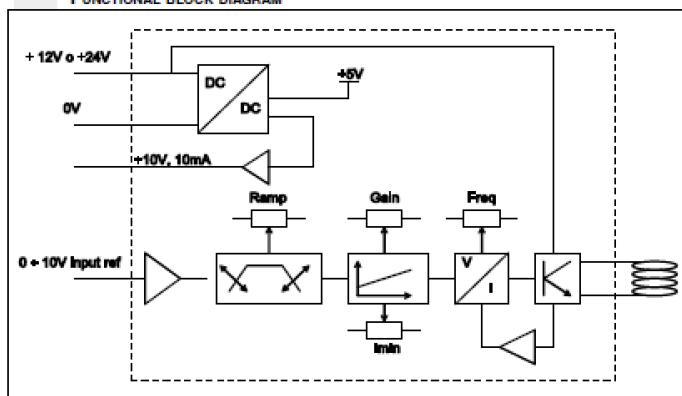 FUNCTIONAL BLOCK DIAGRAM
+ 12V o +24V
DC
DC
+5V
0V
+10V, 10mA
Ramp
Gain
Freq
0 ÷ 10V Input ref
V
I
Imin